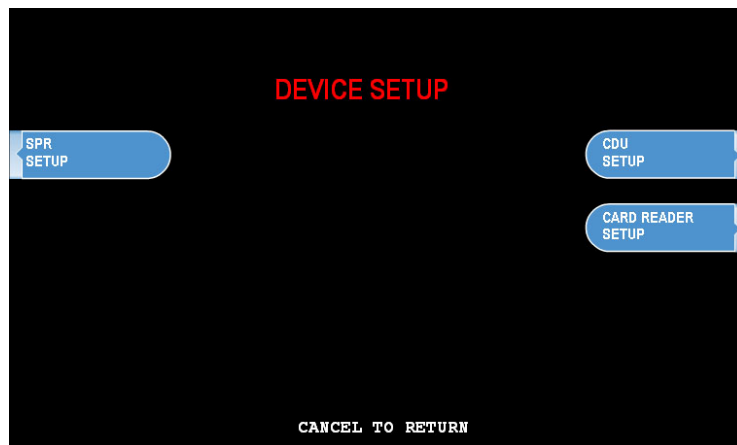 DEVICE SETUP
SPR
SETUP
CDU
SETUP
CARD READER
SETUP
CANCEL TO RETURN